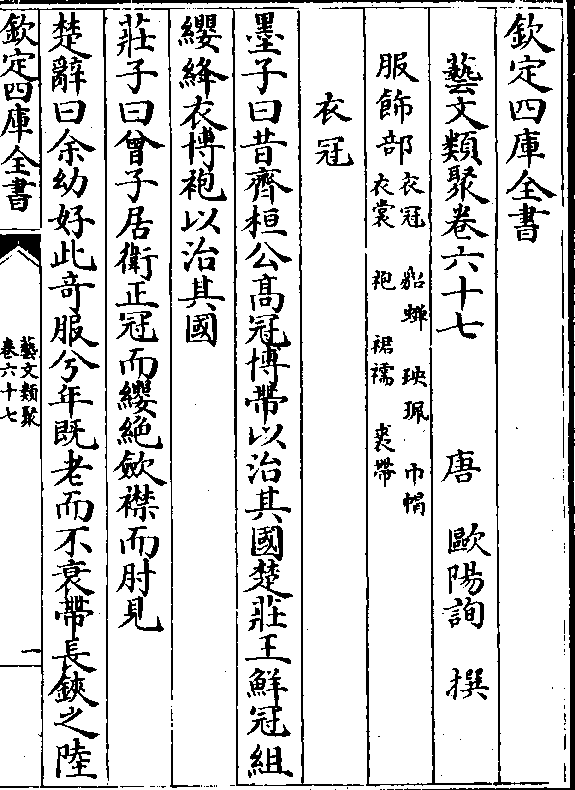 欽定四庫全書
藝文類聚卷六十七
唐 歐陽詢 撰
服飾部 衣冠 貂蟬 玦珮 巾帽
衣裳 袍 裙襦 裘 帶
衣冠
墨子曰昔齊桓公高冠博帶以治其國楚莊王鮮冠組
纓絳衣博袍以治其國
莊子曰曾子居衛正冠而纓絶歛襟而肘見
楚辭曰余幼好此竒服兮年既老而不衰帶長鋏之陸
欽定四庫全書
藝文類聚
卷六十七
一